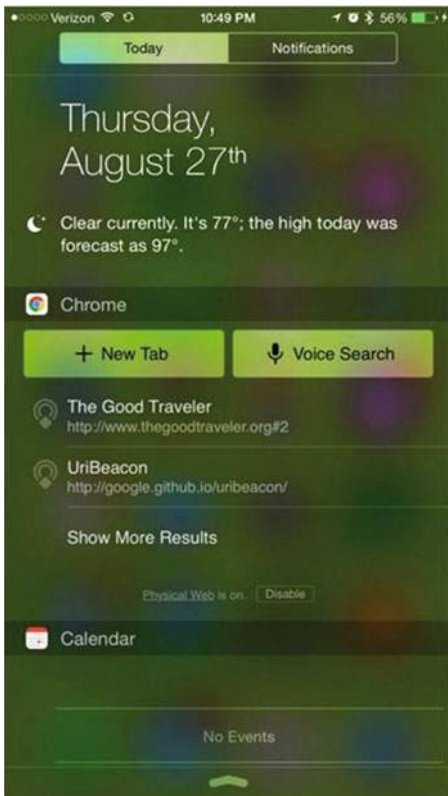 Verizon 10:49 PM 56%
Today Notifications
Thursday,
August 27th
Clear currently. It's 77°; the high today was
forecast as 97°.
Chrome
+ New Tab Voice Search
The Good Traveler
http://www.thegoodtraveler.org#2
UriBeacon
http://google.github.io/uribeacon/
Show More Results
Physical Web is on. Disable
Calendar
No Events